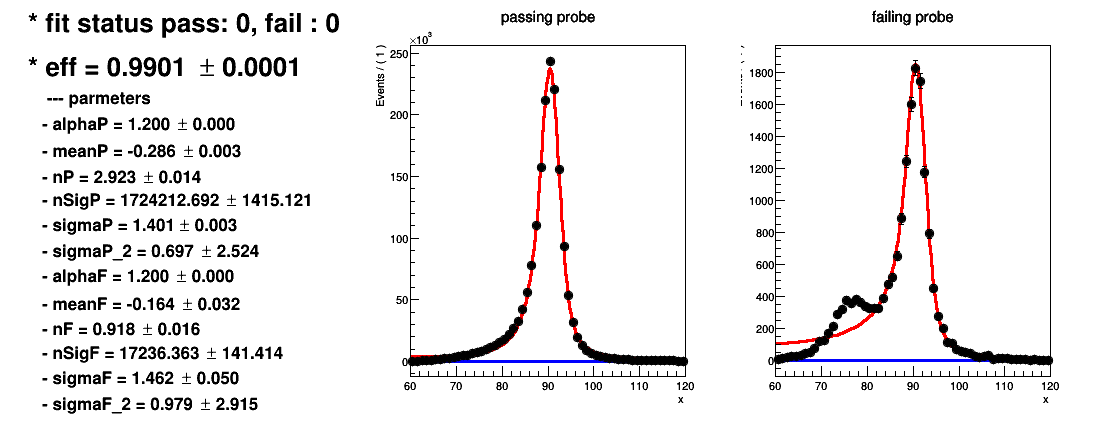 * fit status pass: 0, fail : 0
* eff = 0.9901 ± 0.0001
--- parmeters
- alphaP = 1.200 ± 0.000
- meanP = -0.286 ± 0.003
- nP = 2.923 ± 0.014
- nSigP = 1724212.692 ± 1415.121
- sigmaP = 1.401 ± 0.003
- sigmaP_2 = 0.697 ± 2.524
- alphaF = 1.200 ± 0.000
- meanF = -0.164 ± 0.032
- nF = 0.918 ± 0.016
- nSigF = 17236.363 ± 141.414
- sigmaF = 1.462 ± 0.050
- sigmaF_2 = 0.979 ± 2.915
passing probe
×10³
Events / ( 1 )
250
200
150
100
50
0
60 70 80 90 100 110 120
x
failing probe
1800
1600
1400
1200
1000
800
600
400
200
0
60 70 80 90 100 110 120
x